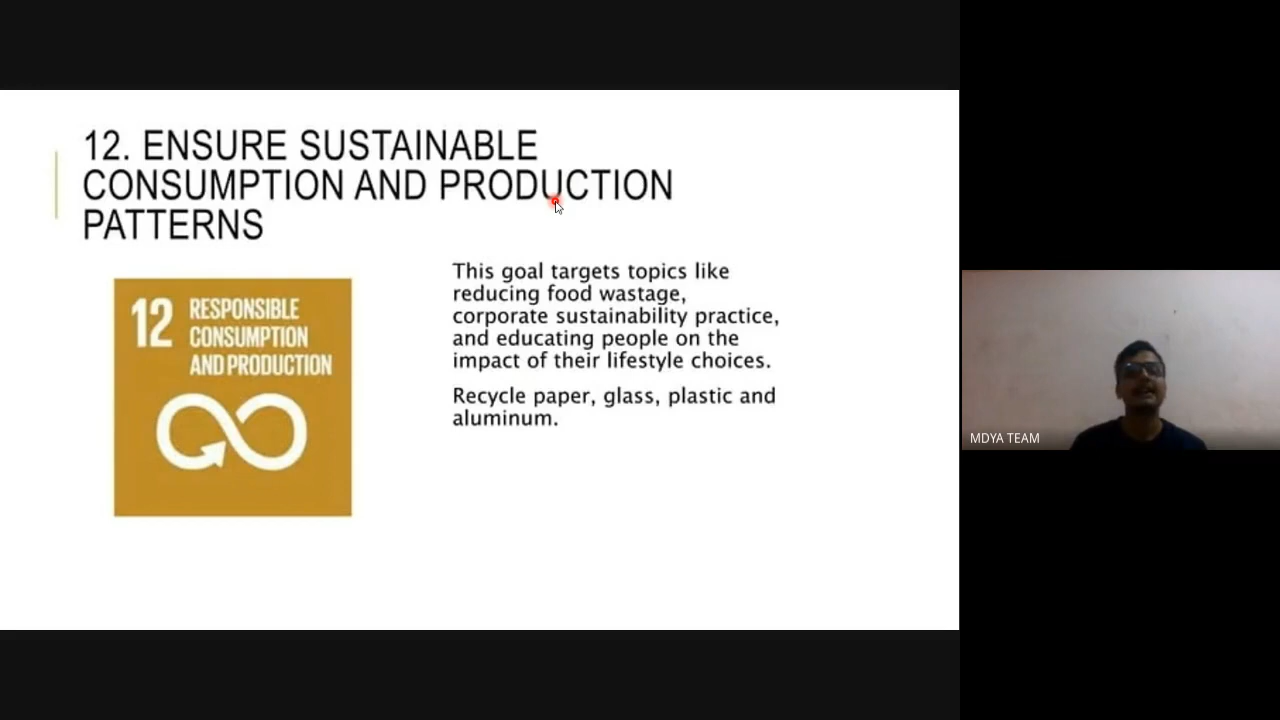 12. ENSURE SUSTAINABLE
CONSUMPTION AND PRODUCTION
PATTERNS
12 RESPONSIBLE
CONSUMPTION
AND PRODUCTION
This goal targets topics like
reducing food wastage,
corporate sustainability practice,
and educating people on the
impact of their lifestyle choices.
Recycle paper, glass, plastic and
aluminum.
MDYA TEAM